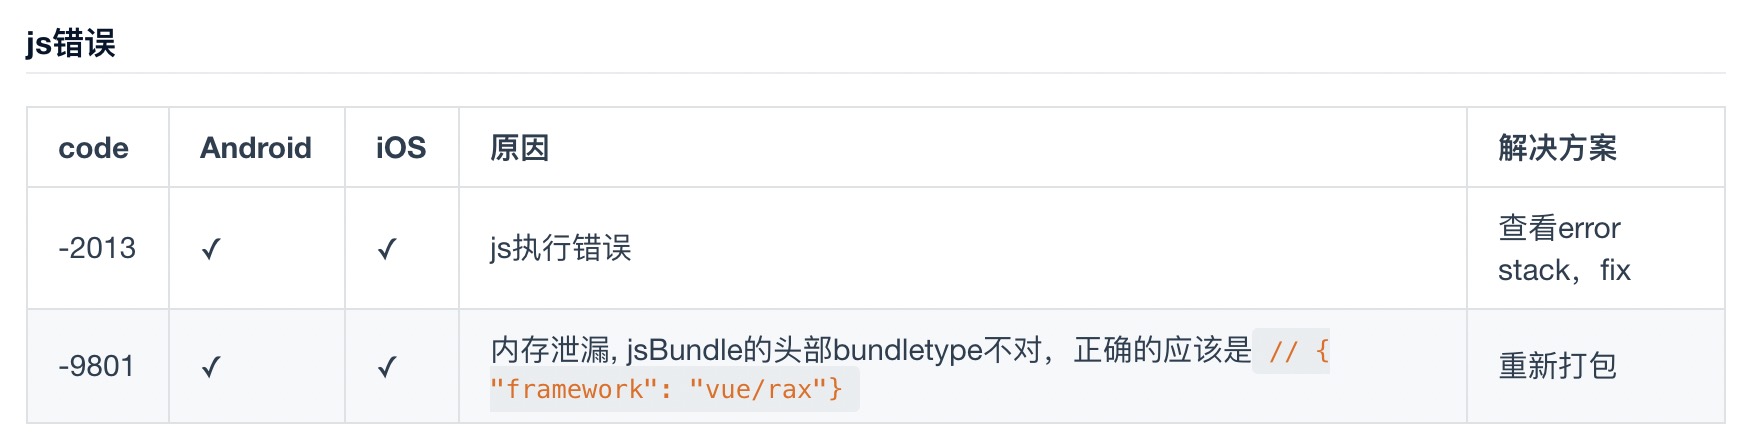 js错误
code Android iOS 原因 解决方案
-2013 ✓ ✓ js执行错误 查看error
stack，fix
-9801 ✓ ✓ 内存泄漏, jsBundle的头部bundletype不对，正确的应该是 // {
"framework": "vue/rax"} 重新打包